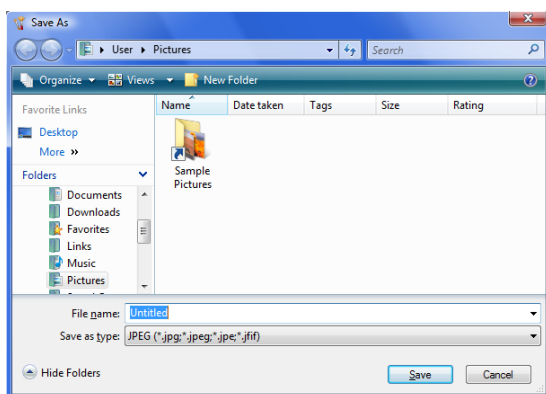 Save As
User ▸ Pictures
Search
Organize Views New Folder
Favorite Links
Desktop
More »
Folders
Documents
Downloads
Favorites
Links
Music
Pictures
Name Date taken Tags Size Rating
Sample
Pictures
File name: Untitled
Save as type: JPEG (*.jpg;*.jpeg;*.jpe;*.jfif)
Hide Folders
Save Cancel